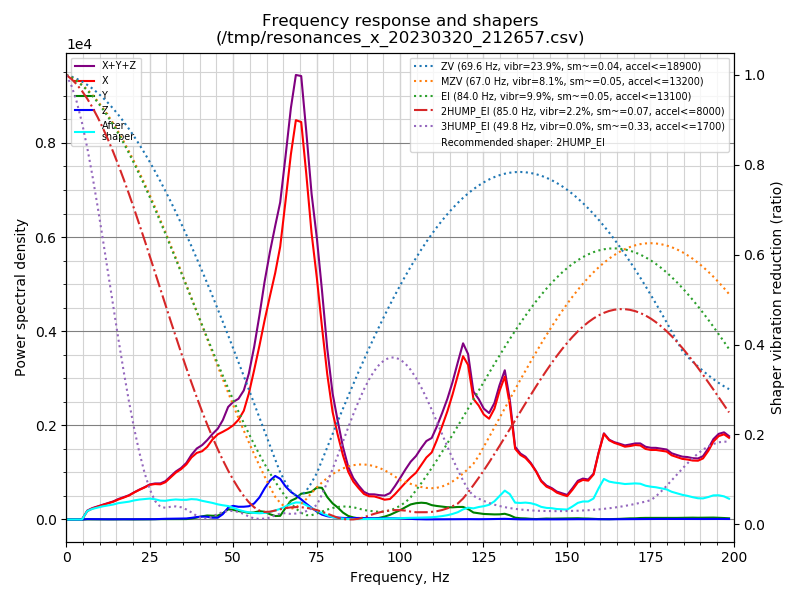 Frequency response and shapers
(/tmp/resonances_x_20230320_212657.csv)
1e4
X+Y+Z
X
Y
Z
After
shaper
ZV (69.6 Hz, vibr=23.9%, sm~=0.04, accel<=18900)
MZV (67.0 Hz, vibr=8.1%, sm~=0.05, accel<=13200)
EI (84.0 Hz, vibr=9.9%, sm~=0.05, accel<=13100)
2HUMP_EI (85.0 Hz, vibr=2.2%, sm~=0.07, accel<=8000)
3HUMP_EI (49.8 Hz, vibr=0.0%, sm~=0.33, accel<=1700)
Recommended shaper: 2HUMP_EI
Power spectral density
0.8
0.6
0.4
0.2
0.0
1.0
0.8
0.6
0.4
0.2
0.0
Shaper vibration reduction (ratio)
0 25 50 75 100 125 150 175 200
Frequency, Hz